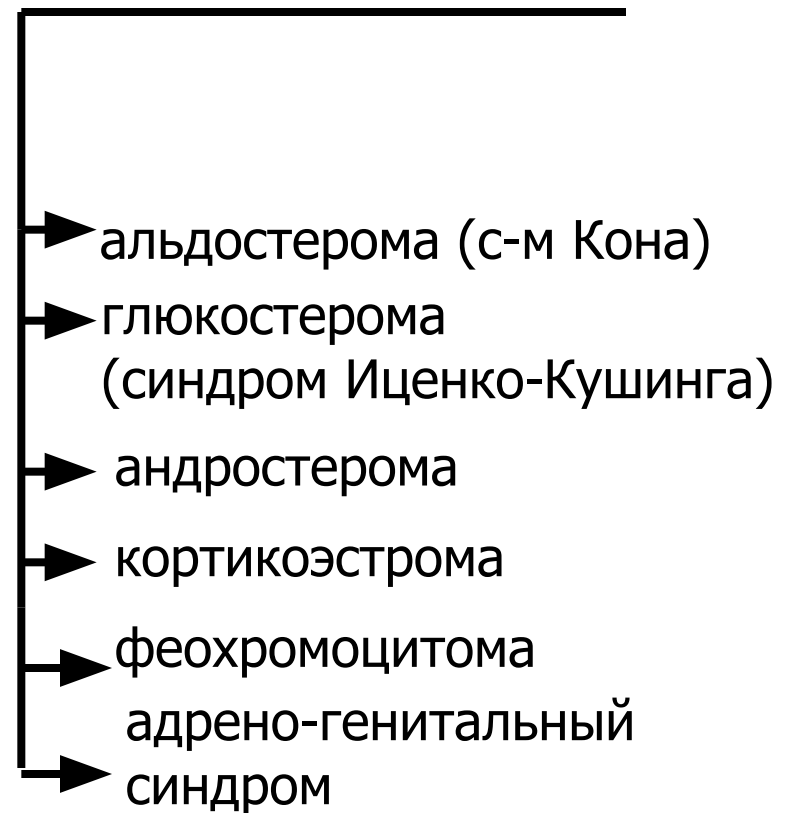 альдостерома (с-м Кона)
глюкостерома
(синдром Иценко-Кушинга)
андростерома
кортикоэстрома
феохромоцитома
адрено-генитальный
синдром